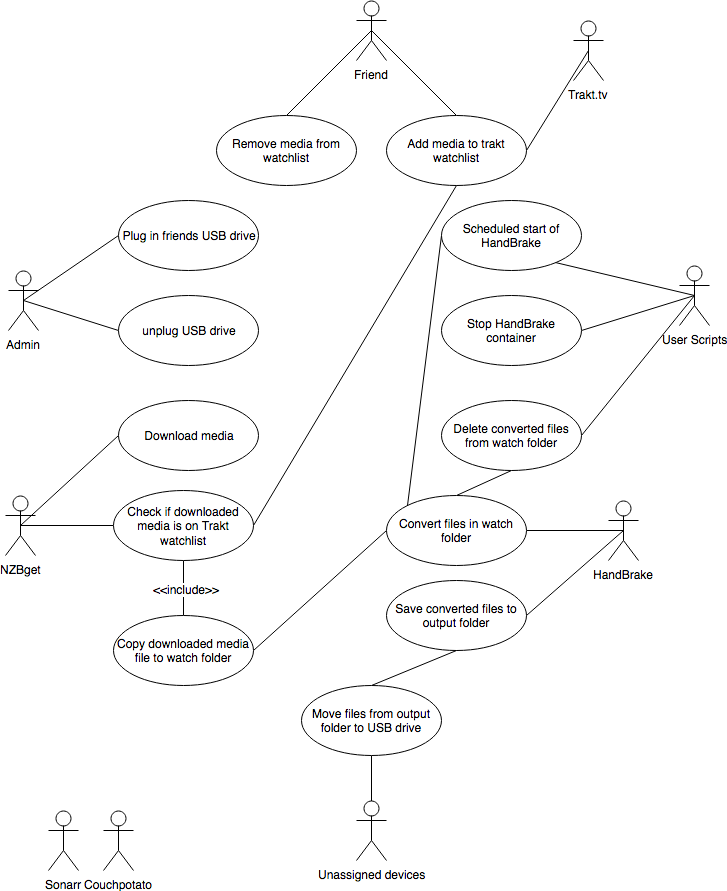 Friend
Trakt.tv
Remove media from
watchlist
Add media to trakt
watchlist
Plug in friends USB drive
Scheduled start of
HandBrake
Admin
unplug USB drive
Stop HandBrake
container
User Scripts
Download media
Delete converted files
from watch folder
NZBget
Check if downloaded
media is on Trakt
watchlist
Convert files in watch
folder
HandBrake
<<include>>
Save converted files to
output folder
Copy downloaded media
file to watch folder
Move files from output
folder to USB drive
Unassigned devices
Sonarr Couchpotato